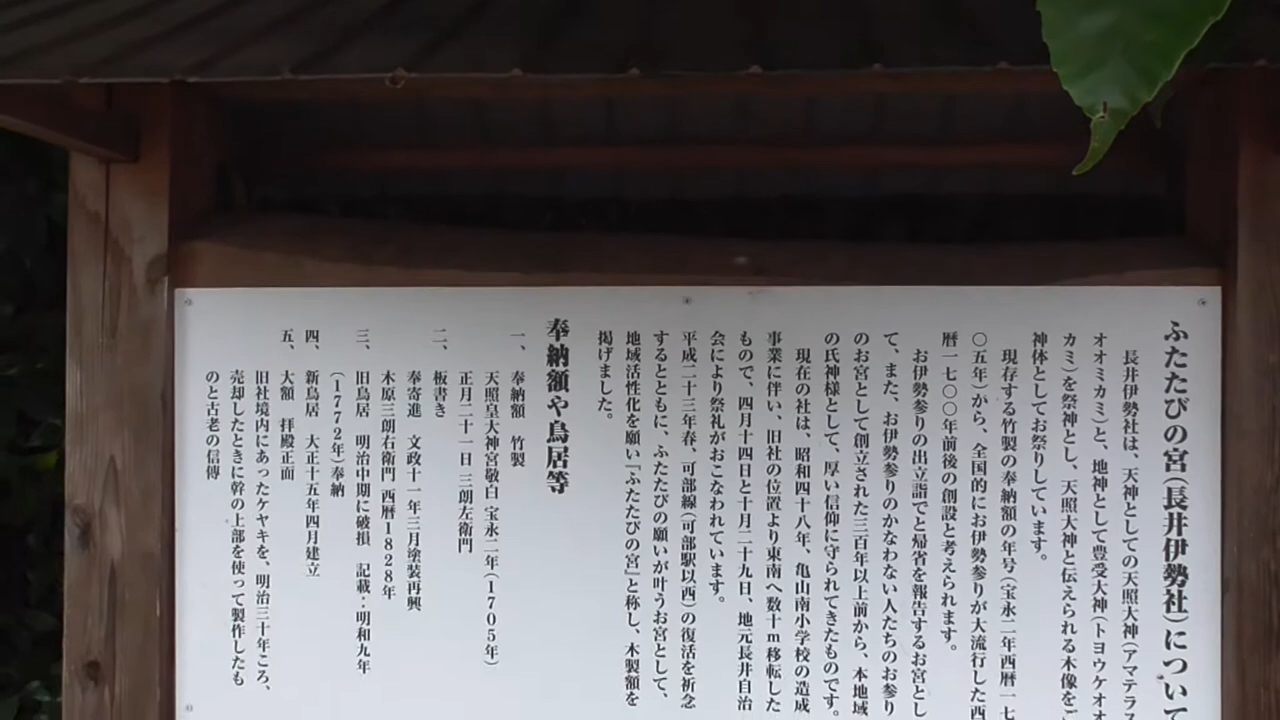 ふたたびの宮(長井伊勢社)について
長井伊勢社は、天神としての天照大神(アマテラス
オオミカミ)と、地神として豊受大神(トヨウケオオ
カミ)を祭神とし、天照大神と伝えられる木像をご
神体としてお祭りしています。
現存する竹製の奉納額の年号(宝永二年西暦一七
〇五年)から、全国的にお伊勢参りが大流行した西
暦一七〇〇年前後の創設と考えられます。
お伊勢参りの出立詣でと帰省を報告するお宮とし
て、また、お伊勢参りのかなわない人たちのお参り
のお宮として創立された三百年以上前から、本地域
の氏神様として、厚い信仰に守られてきたものです。
現在の社は、昭和四十八年、亀山南小学校の造成
事業に伴い、旧社の位置より東南へ数十m移転した
もので、四月十四日と十月二十九日、地元長井自治
会により祭礼がおこなわれています。
平成二十三年春、可部線(可部駅以西)の復活を祈念
するとともに、ふたたびの願いが叶うお宮として、
地域活性化を願い『ふたたびの宮』と称し、木製額を
掲げました。
奉納額や鳥居等
一、 奉納額 竹製
天照皇大神宮敬白 宝永二年(1705年)
正月二十一日 三朗左衛門
二、 板書き
奉寄進 文政十一年三月塗装再興
木原三朗右衛門 西暦1828年
三、 旧鳥居 明治中期に破損 記載・明和九年
(1772年)奉納
四、 新鳥居 大正十五年四月建立
五、 大額 拝殿正面
旧社境内にあったケヤキを、明治三十年ころ、
売却したときに幹の上部を使って製作したも
のと古老の信傳